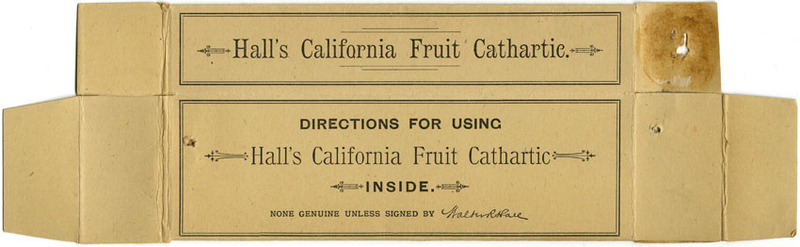 Hall's California Fruit Cathartic.
DIRECTIONS FOR USING
Hall's California Fruit Cathartic
INSIDE.
NONE GENUINE UNLESS SIGNED BY